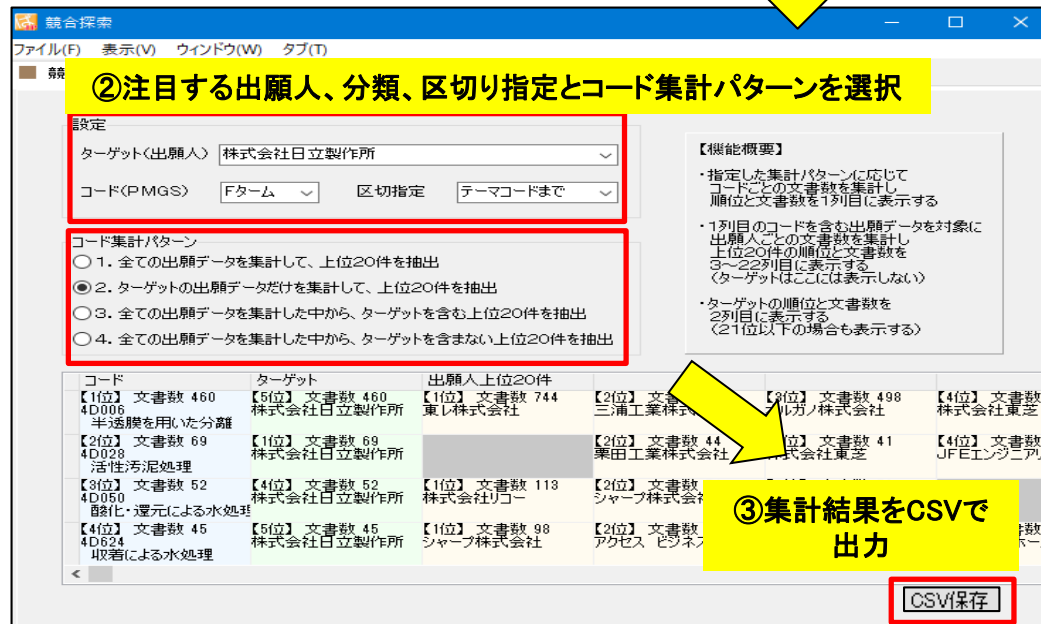 競合探索
ファイル(F) 表示(V) ウィンドウ(W) タブ(T)
競
②注目する出願人、分類、区切り指定とコード集計パターンを選択
設定
ターゲット(出願人) 株式会社日立製作所
コード(PMGS) Fターム 区切指定 テーマコードまで
コード集計パターン
1. 全ての出願データを集計して、上位20件を抽出
2. ターゲットの出願データだけを集計して、上位20件を抽出
3. 全ての出願データを集計した中から、ターゲットを含む上位20件を抽出
4. 全ての出願データを集計した中から、ターゲットを含まない上位20件を抽出
【機能概要】
・指定した集計パターンに応じて
コードごとの文書数を集計し
順位と文書数を1列目に表示する
・1列目のコードを含む出願データを対象に
出願人ごとの文書数を集計し
上位20件の順位と文書数を
3~22列目に表示する
(ターゲットはここには表示しない)
・ターゲットの順位と文書数を
2列目に表示する
(21位以下の場合も表示する)
コード ターゲット 出願人上位20件
【1位】 文書数 460 【5位】 文書数 460 【1位】 文書数 744 【2位】 文書 【3位】 文書数 498 【4位】 文書数
4D006 株式会社日立製作所 東レ株式会社 三浦工業株式 ルガノ株式会社 株式会社東芝
半透膜を用いた分離
【2位】 文書数 69 【1位】 文書数 69 【2位】 文書数 44 位】 文書数 41 【4位】 文書数
4D028 株式会社日立製作所 栗田工業株式会社 式会社東芝 JFEエンジニアリ
活性汚泥処理
【3位】 文書数 52 【4位】 文書数 52 【1位】 文書数 113 【2位】 文書数
4D050 株式会社日立製作所 株式会社リコー シャープ株式会
酸化・還元による水処理
【4位】 文書数 45 【5位】 文書数 45 【1位】 文書数 98 【2位】 文書数
4D624 株式会社日立製作所 シャープ株式会社 アクセス ビジネス
収着による水処理
③集計結果をCSVで
出力
CSV保存